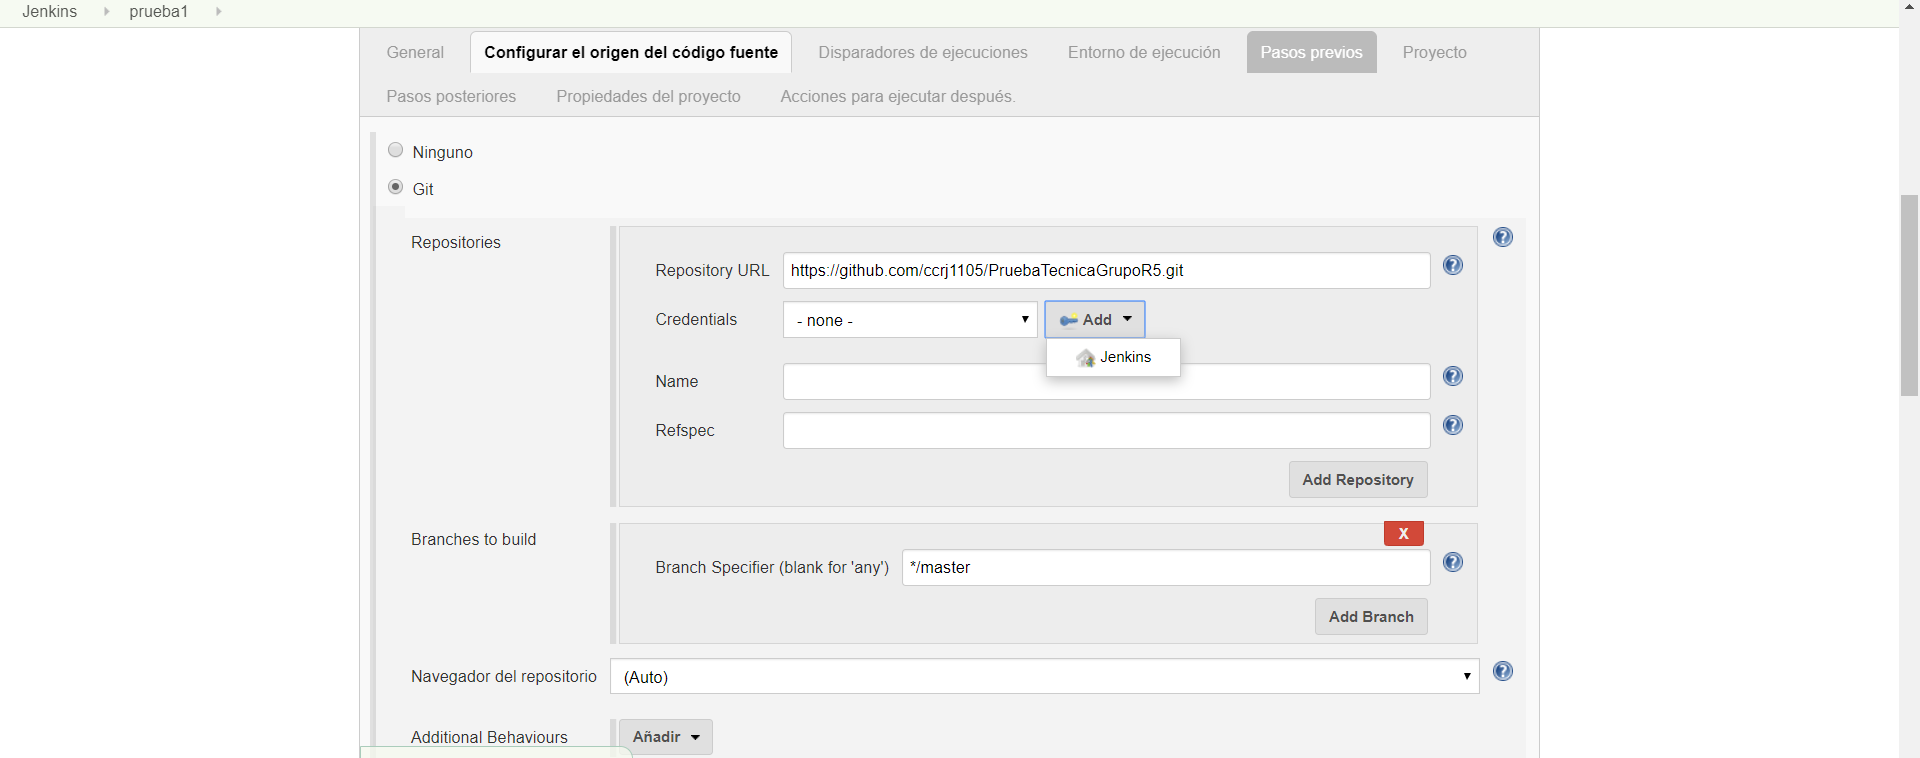 Jenkins prueba1
General Configurar el origen del código fuente Disparadores de ejecuciones Entorno de ejecución Pasos previos Proyecto
Pasos posteriores Propiedades del proyecto Acciones para ejecutar después.
Ninguno
Git
Repositories
Repository URL https://github.com/ccrj1105/PruebaTecnicaGrupoR5.git
Credentials - none - Add
Jenkins
Name
Refspec
Add Repository
Branches to build
X
Branch Specifier (blank for 'any') */master
Add Branch
Navegador del repositorio (Auto)
Additional Behaviours Añadir